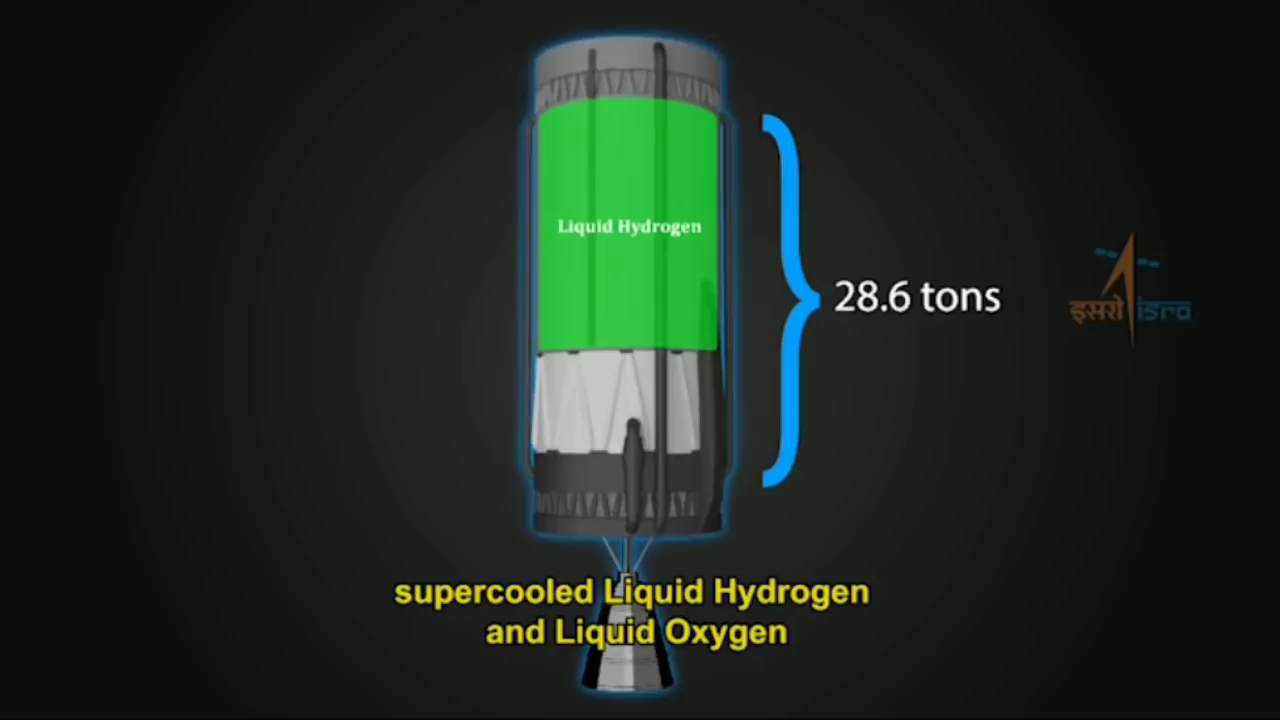 Liquid Hydrogen
28.6 tons
इसरो isro
supercooled Liquid Hydrogen
and Liquid Oxygen